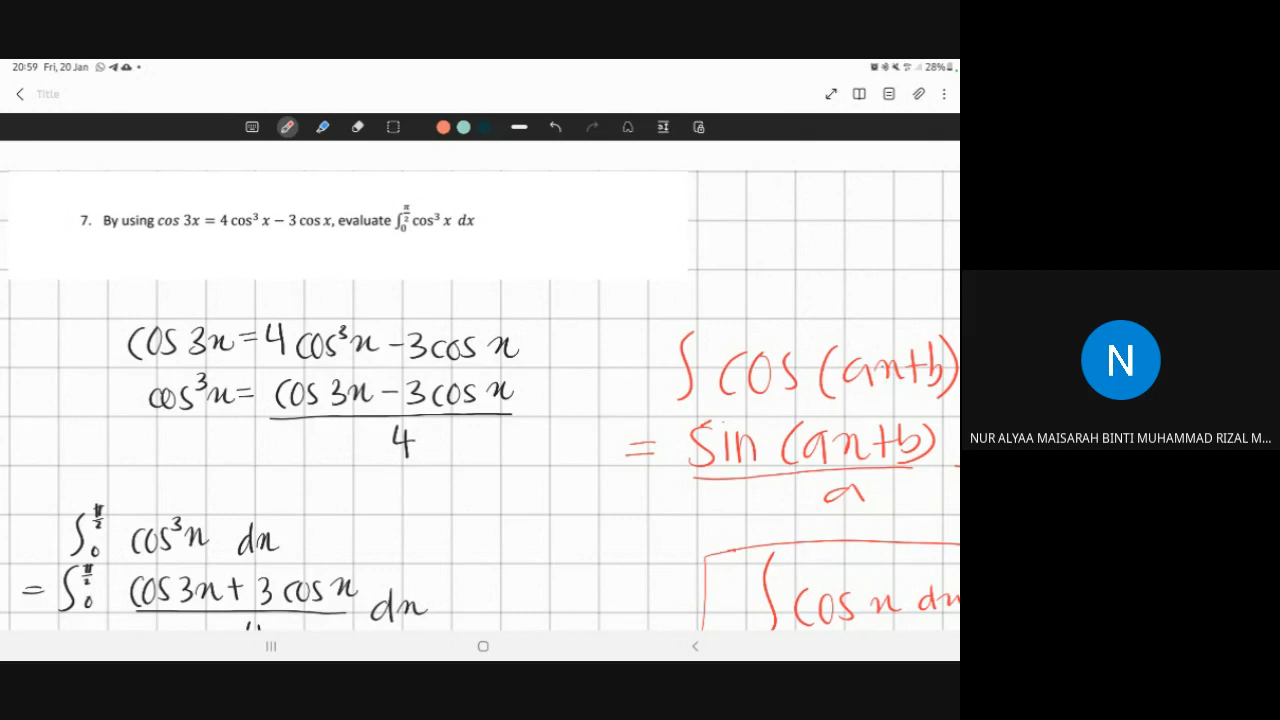 20:59 Fri, 20 Jan
28%
Title
7. By using cos 3x = 4 cos³ x − 3 cos x, evaluate ∫₀^(π/2) cos³ x dx
cos 3x = 4 cos³x − 3 cos x
cos³x = (cos 3x − 3 cos x)/4
∫₀^(π/2) cos³x dx
= ∫₀^(π/2) cos 3x + 3 cos x dx
∫ cos (ax+b)
= sin (ax+b)/a
∫ cos x dx
N
NUR ALYAA MAISARAH BINTI MUHAMMAD RIZAL M...